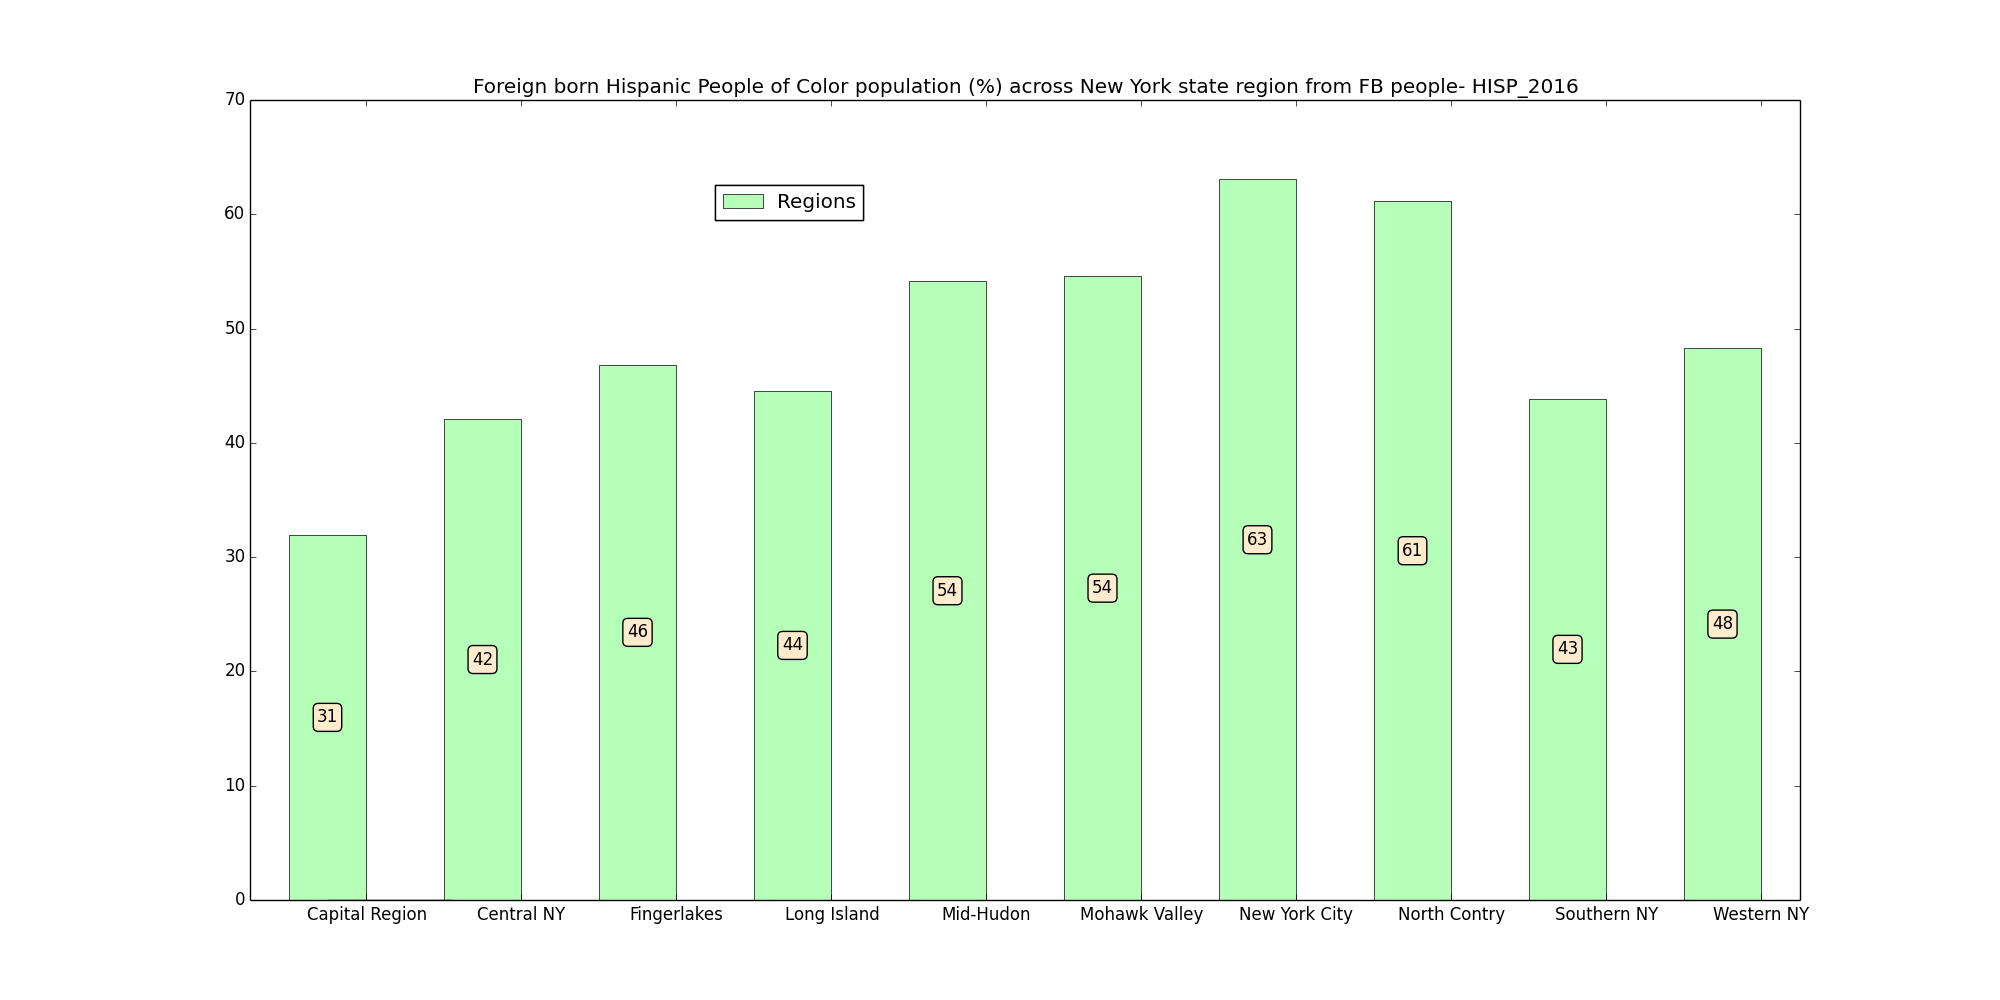 Foreign born Hispanic People of Color population (%) across New York state region from FB people- HISP_2016
70
60
50
40
30
20
10
0
Regions
31
42
46
44
54
54
63
61
43
48
Capital Region
Central NY
Fingerlakes
Long Island
Mid-Hudon
Mohawk Valley
New York City
North Contry
Southern NY
Western NY